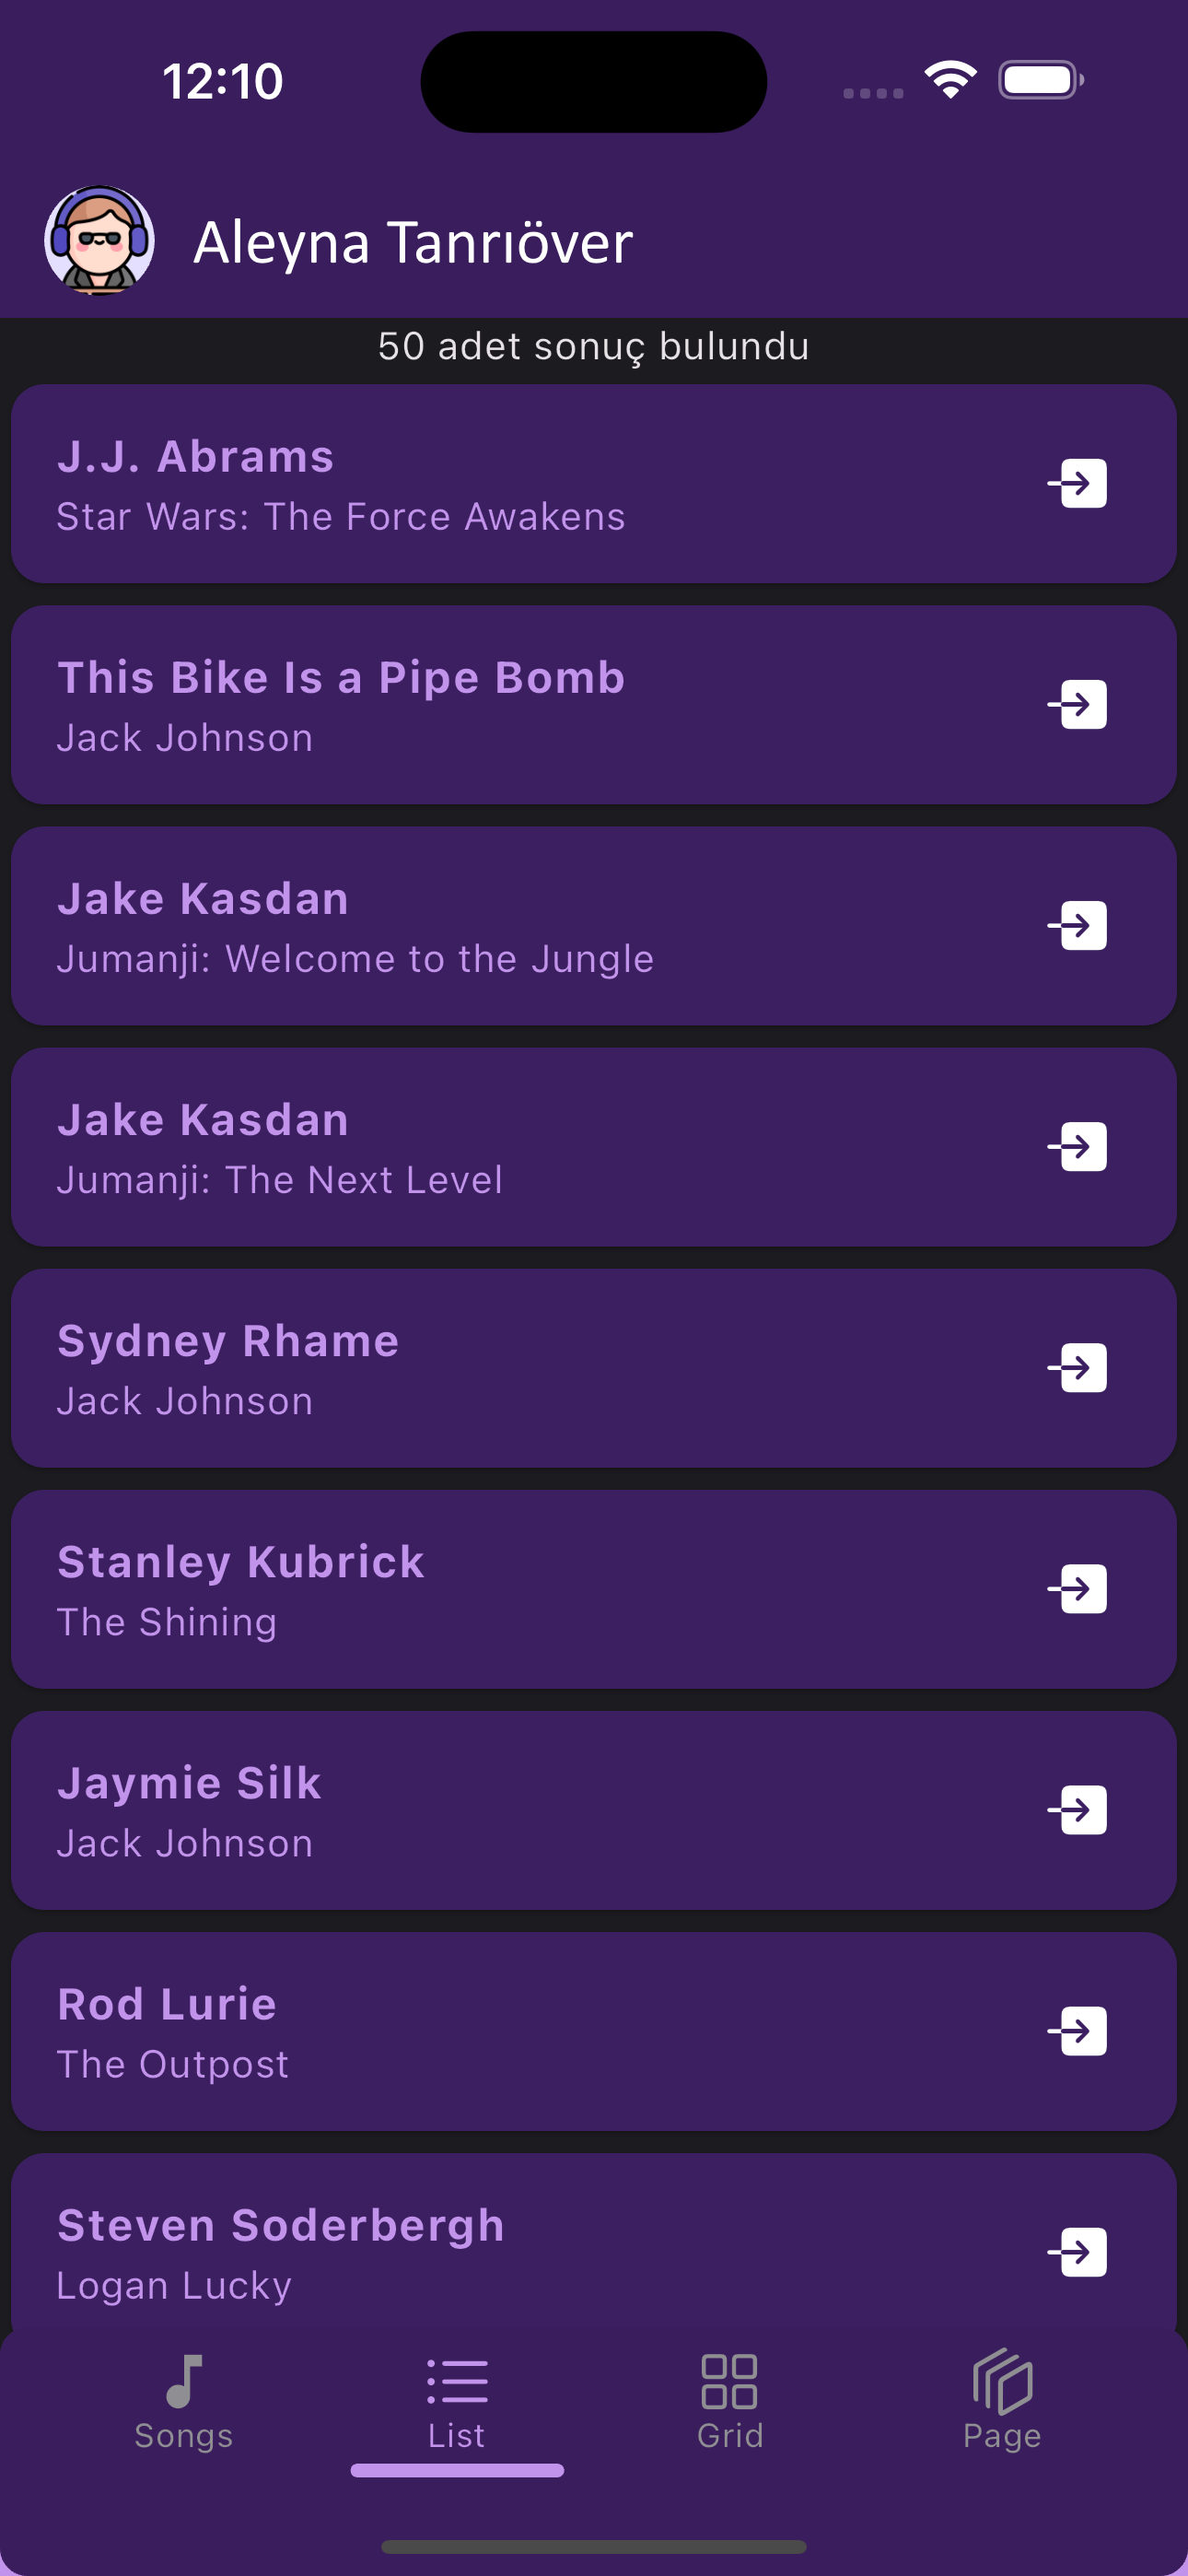 12:10
Aleyna Tanrıöver
50 adet sonuç bulundu
J.J. Abrams
Star Wars: The Force Awakens
This Bike Is a Pipe Bomb
Jack Johnson
Jake Kasdan
Jumanji: Welcome to the Jungle
Jake Kasdan
Jumanji: The Next Level
Sydney Rhame
Jack Johnson
Stanley Kubrick
The Shining
Jaymie Silk
Jack Johnson
Rod Lurie
The Outpost
Steven Soderbergh
Logan Lucky
Songs
List
Grid
Page